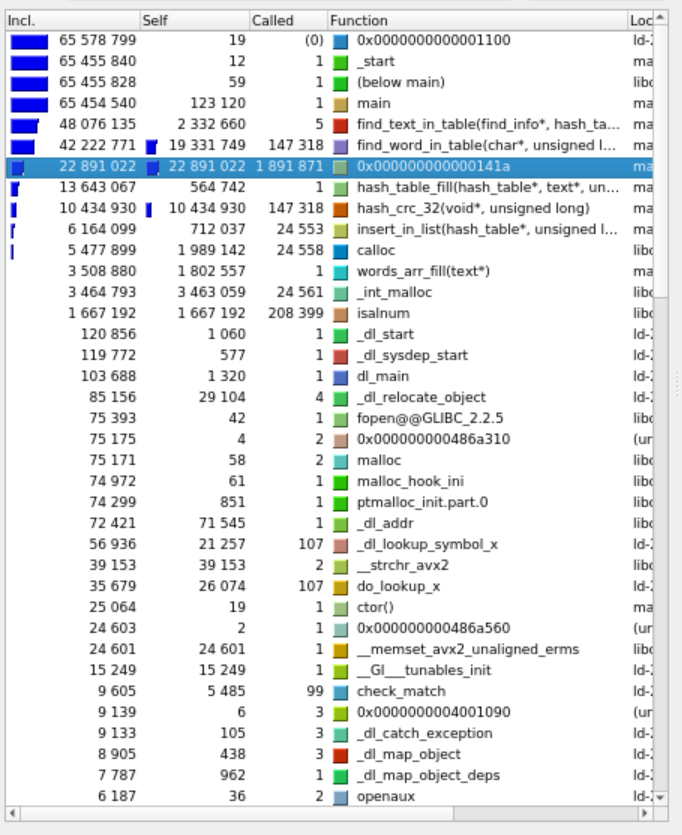 Incl. Self Called Function Loc
65 578 799 19 (0) 0x0000000000001100 ld-2
65 455 840 12 1 _start ma
65 455 828 59 1 (below main) libc
65 454 540 123 120 1 main ma
48 076 135 2 332 660 5 find_text_in_table(find_info*, hash_ta... ma
42 222 771 19 331 749 147 318 find_word_in_table(char*, unsigned l... ma
22 891 022 22 891 022 1 891 871 0x000000000000141a ma
13 643 067 564 742 1 hash_table_fill(hash_table*, text*, un... ma
10 434 930 10 434 930 147 318 hash_crc_32(void*, unsigned long) ma
6 164 099 712 037 24 553 insert_in_list(hash_table*, unsigned l... ma
5 477 899 1 989 142 24 558 calloc libc
3 508 880 1 802 557 1 words_arr_fill(text*) ma
3 464 793 3 463 059 24 561 _int_malloc libc
1 667 192 1 667 192 208 399 isalnum libc
120 856 1 060 1 _dl_start ld-2
119 772 577 1 _dl_sysdep_start ld-2
103 688 1 320 1 dl_main ld-2
85 156 29 104 4 _dl_relocate_object ld-2
75 393 42 1 fopen@@GLIBC_2.2.5 libc
75 175 4 2 0x000000000486a310 (un
75 171 58 2 malloc libc
74 972 61 1 malloc_hook_ini libc
74 299 851 1 ptmalloc_init.part.0 libc
72 421 71 545 1 _dl_addr libc
56 936 21 257 107 _dl_lookup_symbol_x ld-2
39 153 39 153 2 __strchr_avx2 libc
35 679 26 074 107 do_lookup_x ld-2
25 064 19 1 ctor() ma
24 603 2 1 0x000000000486a560 (un
24 601 24 601 1 __memset_avx2_unaligned_erms libc
15 249 15 249 1 __GI___tunables_init ld-2
9 605 5 485 99 check_match ld-2
9 139 6 3 0x0000000004001090 (un
9 133 105 3 _dl_catch_exception ld-2
8 905 438 3 _dl_map_object ld-2
7 787 962 1 _dl_map_object_deps ld-2
6 187 36 2 openaux ld-2